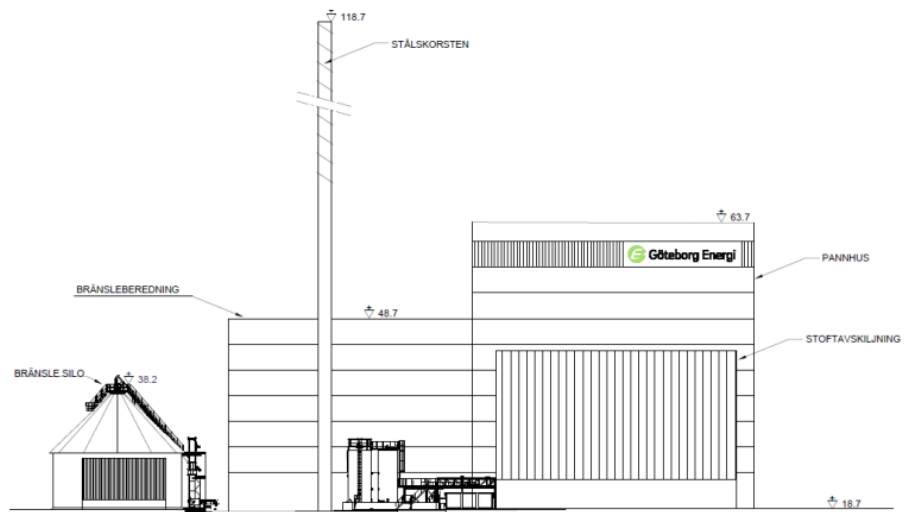 118.7
STÅLSKORSTEN
63.7
Göteborg Energi
PANNHUS
BRÄNSLEBEREDNING
48.7
STOFTAVSKILJNING
BRÄNSLE SILO
38.2
18.7